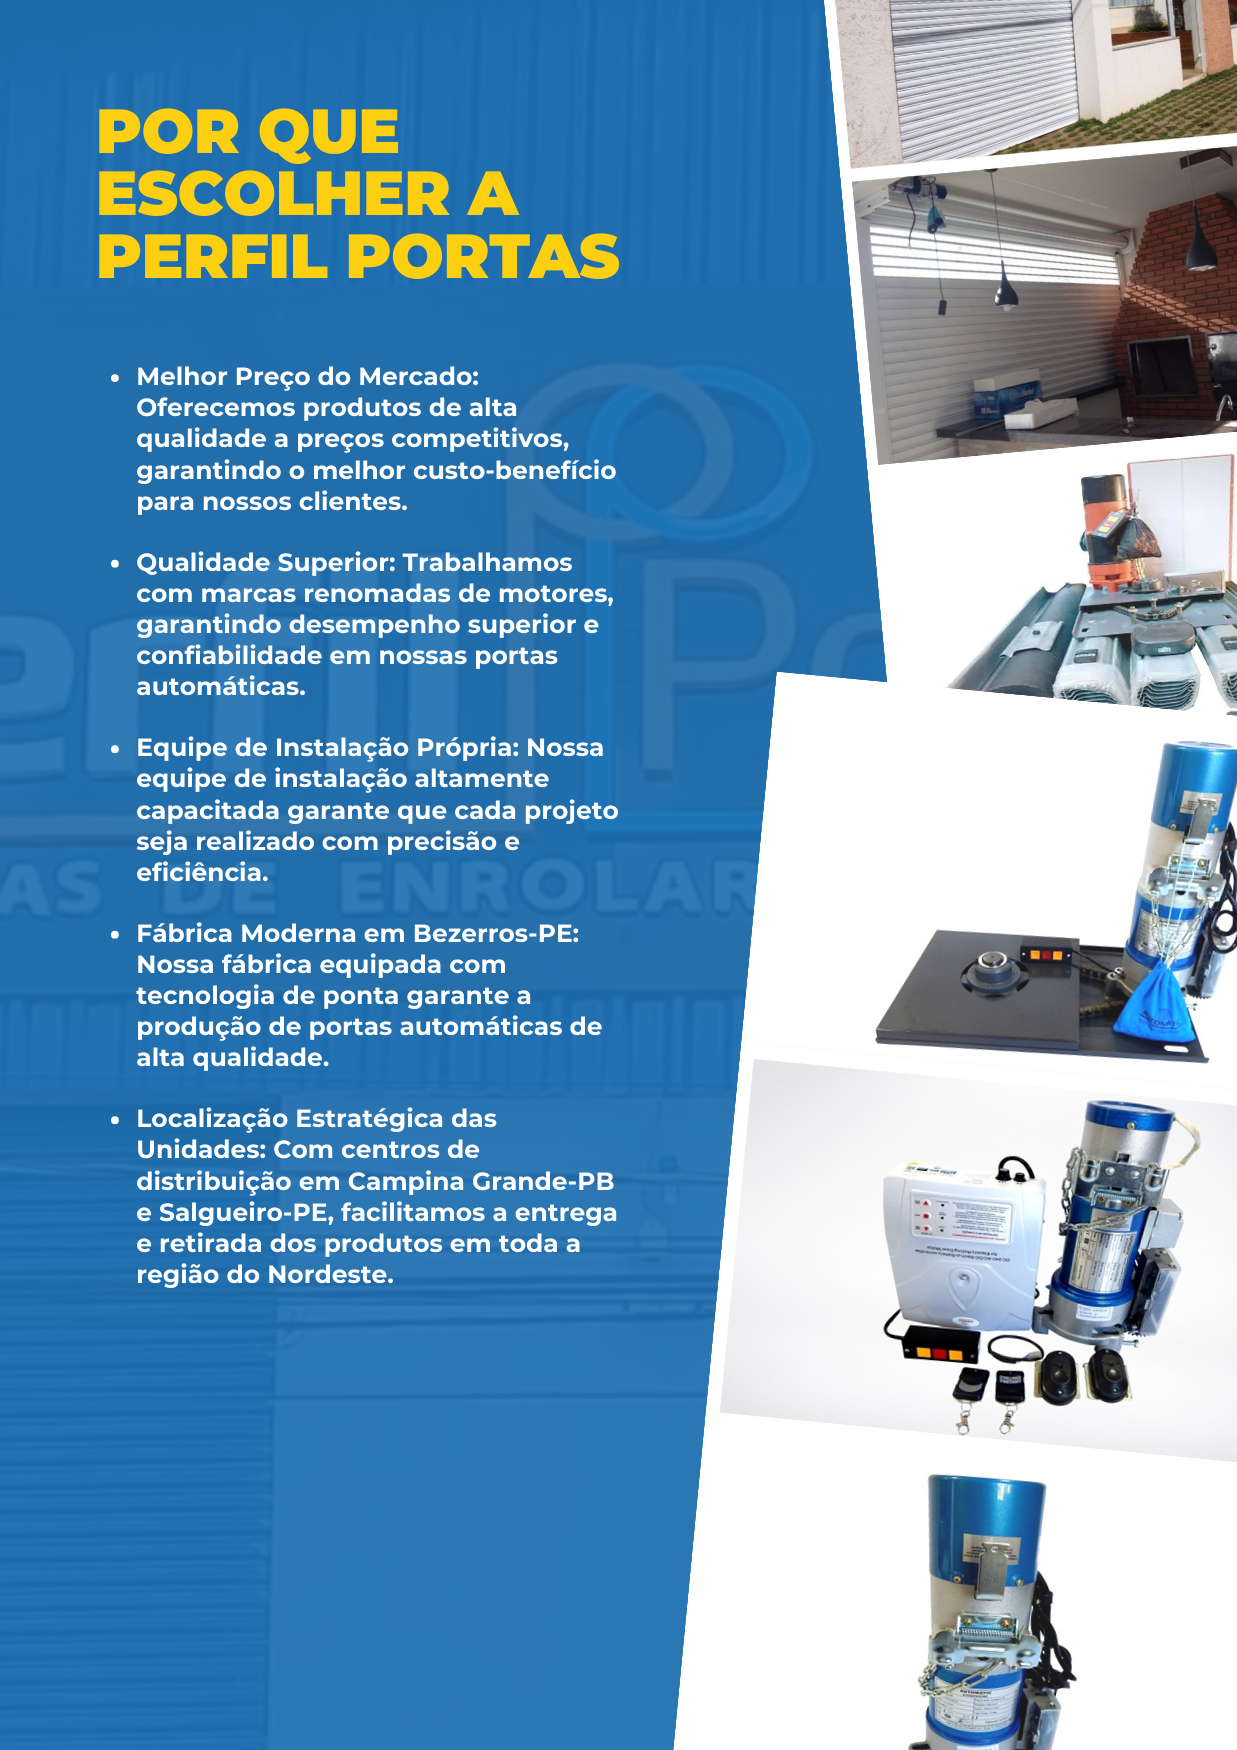 POR QUE
ESCOLHER A
PERFIL PORTAS
• Melhor Preço do Mercado:
Oferecemos produtos de alta
qualidade a preços competitivos,
garantindo o melhor custo-benefício
para nossos clientes.
• Qualidade Superior: Trabalhamos
com marcas renomadas de motores,
garantindo desempenho superior e
confiabilidade em nossas portas
automáticas.
• Equipe de Instalação Própria: Nossa
equipe de instalação altamente
capacitada garante que cada projeto
seja realizado com precisão e
eficiência.
• Fábrica Moderna em Bezerros-PE:
Nossa fábrica equipada com
tecnologia de ponta garante a
produção de portas automáticas de
alta qualidade.
• Localização Estratégica das
Unidades: Com centros de
distribuição em Campina Grande-PB
e Salgueiro-PE, facilitamos a entrega
e retirada dos produtos em toda a
região do Nordeste.
erfil Po
AS DE ENROLAR
AUTOMATIC